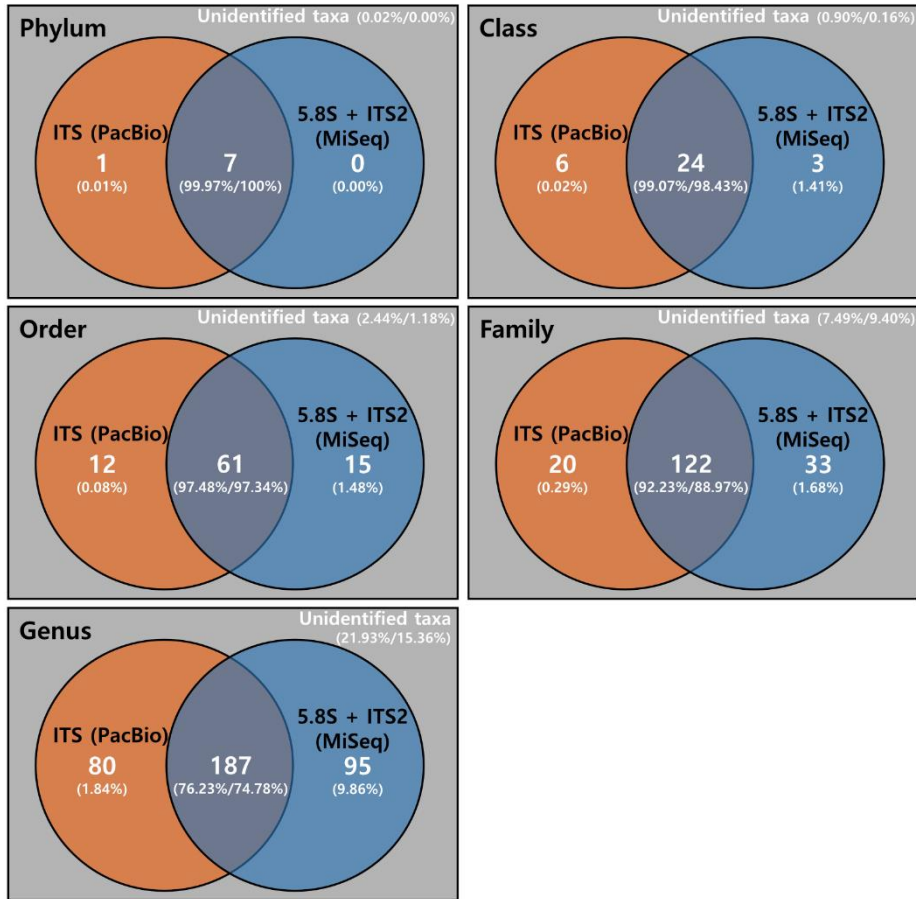 Phylum
Unidentified taxa (0.02%/0.00%)
ITS (PacBio)
1
(0.01%)
7
(99.97%/100%)
5.8S + ITS2
(MiSeq)
0
(0.00%)
Class
Unidentified taxa (0.90%/0.16%)
ITS (PacBio)
6
(0.02%)
24
(99.07%/98.43%)
5.8S + ITS2
(MiSeq)
3
(1.41%)
Order
Unidentified taxa (2.44%/1.18%)
ITS (PacBio)
12
(0.08%)
61
(97.48%/97.34%)
5.8S + ITS2
(MiSeq)
15
(1.48%)
Family
Unidentified taxa (7.49%/9.40%)
ITS (PacBio)
20
(0.29%)
122
(92.23%/88.97%)
5.8S + ITS2
(MiSeq)
33
(1.68%)
Genus
Unidentified taxa
(21.93%/15.36%)
ITS (PacBio)
80
(1.84%)
187
(76.23%/74.78%)
5.8S + ITS2
(MiSeq)
95
(9.86%)